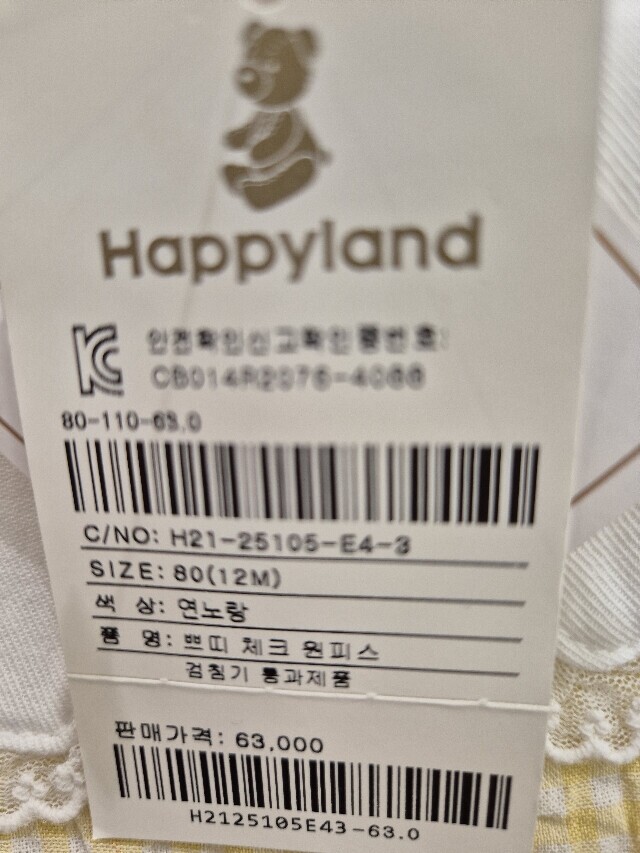 Happyland
안전확인신고확인증번호:
CB014R2076-4088
80-110-63.0
C/NO: H21-25105-E4-3
SIZE: 80(12M)
색 상: 연노랑
품 명: 쁘띠 체크 원피스
검침기 통과제품
판매가격: 63,000
H2125105E43-63.0